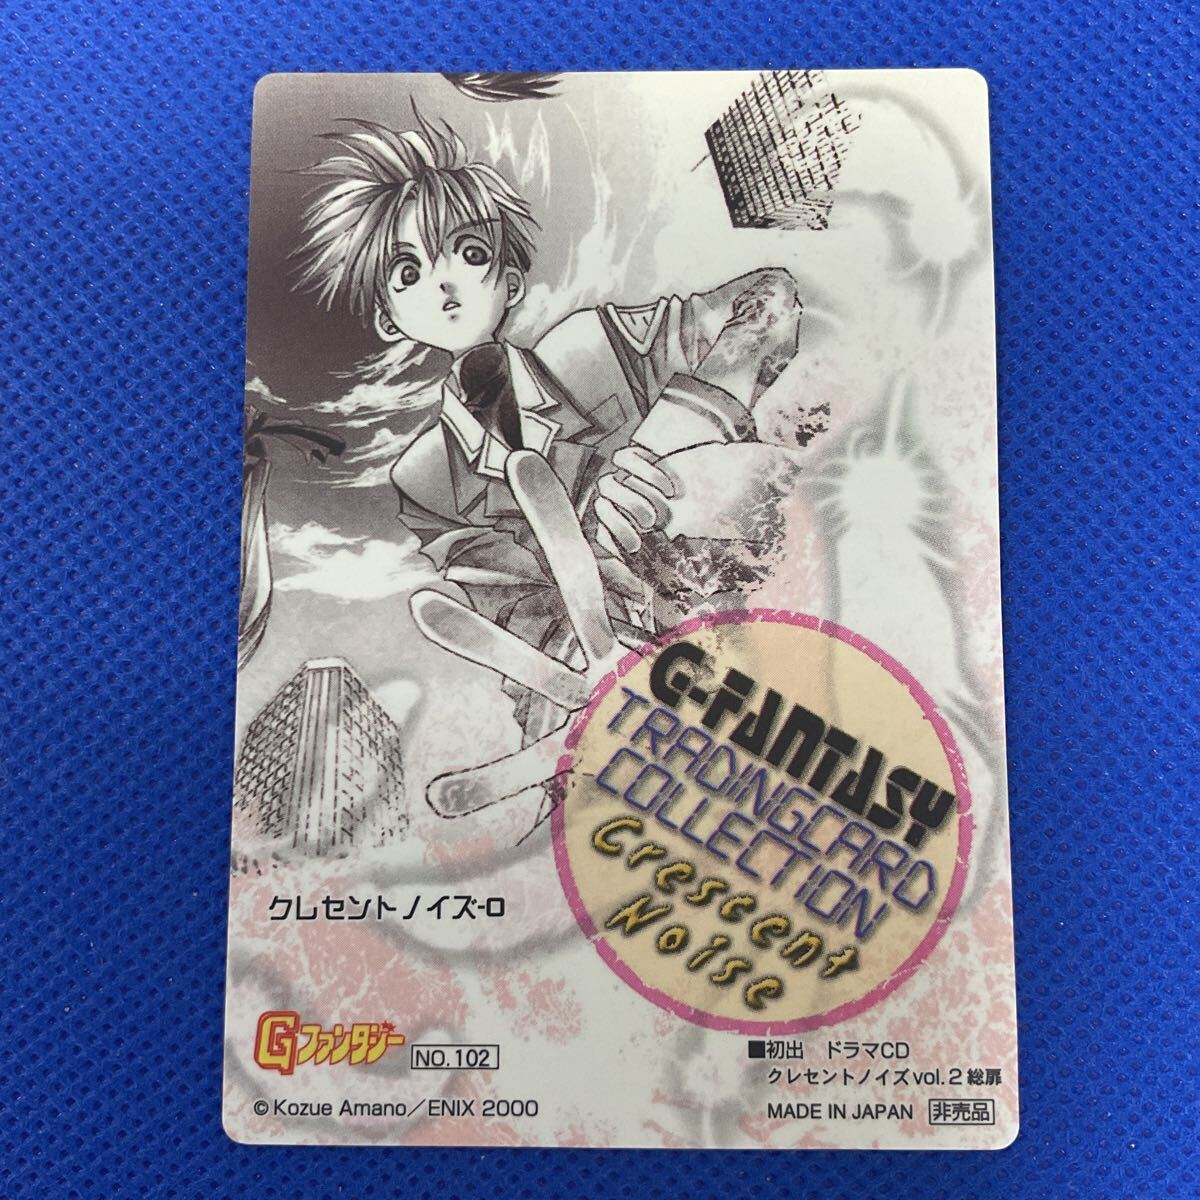 G-FANTASY
TRADINGCARD
COLLECTION
Crescent
Noise
クレセントノイズ-0
Gファンタジー
NO.102
■初出 ドラマCD
クレセントノイズvol.2 総扉
© Kozue Amano／ENIX 2000
MADE IN JAPAN 非売品